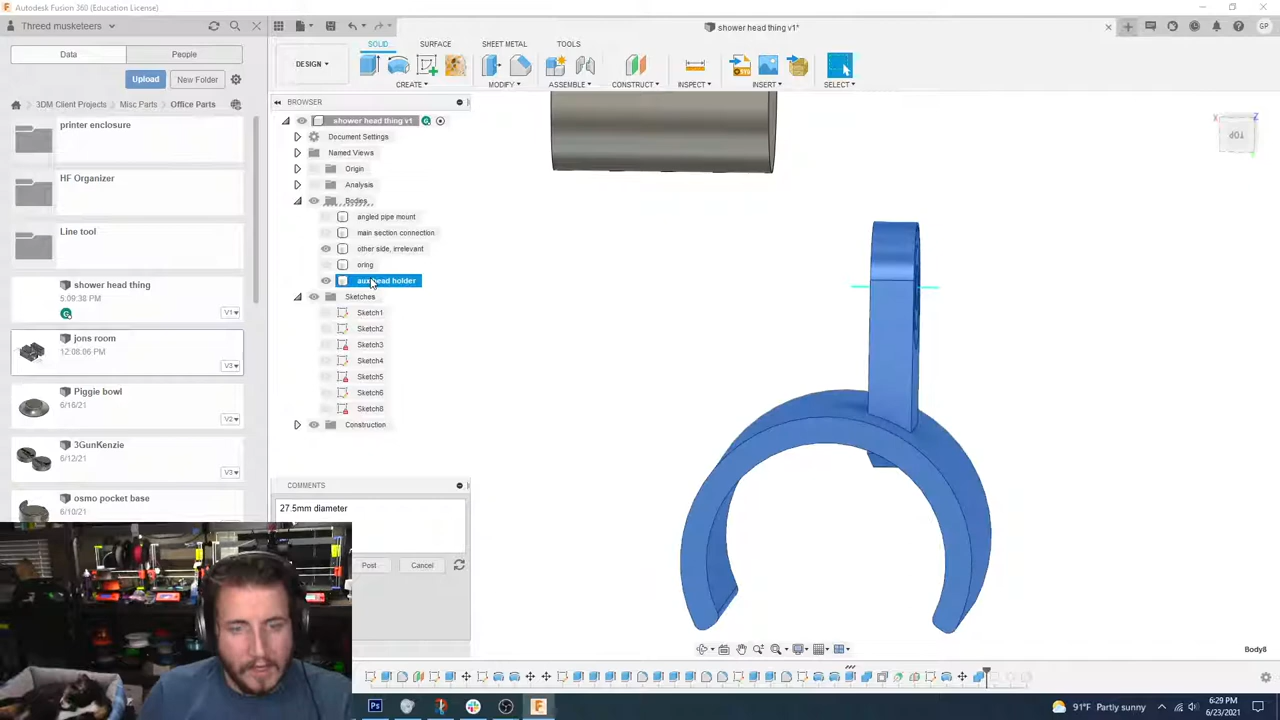 Autodesk Fusion 360 (Education License)
Threed musketeers
shower head thing v1*
GP
Data
People
Upload
New Folder
3DM Client Projects
Misc Parts
Office Parts
printer enclosure
HF Organizer
Line tool
shower head thing
5:09:38 PM
G
V1
jons room
12:08:06 PM
V3
Piggie bowl
6/16/21
V2
3GunKenzie
6/12/21
V3
osmo pocket base
6/10/21
DESIGN
SOLID
SURFACE
SHEET METAL
TOOLS
CREATE
MODIFY
ASSEMBLE
CONSTRUCT
INSPECT
INSERT
SELECT
BROWSER
shower head thing v1
G
Document Settings
Named Views
Origin
Analysis
Bodies
angled pipe mount
main section connection
other side, irrelevant
oring
aux head holder
Sketches
Sketch1
Sketch2
Sketch3
Sketch4
Sketch5
Sketch6
Sketch8
Construction
COMMENTS
27.5mm diameter
Post
Cancel
TOP
X
Z
Body8
Ps
91°F Partly sunny
6:29 PM
6/23/2021